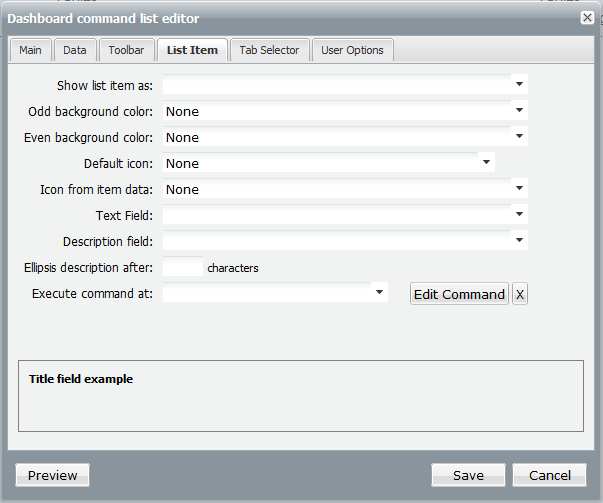 Dashboard command list editor
Main Data Toolbar List Item Tab Selector User Options
Show list item as:
Odd background color: None
Even background color: None
Default icon: None
Icon from item data: None
Text Field:
Description field:
Ellipsis description after: characters
Execute command at: Edit Command X
Title field example
Preview Save Cancel